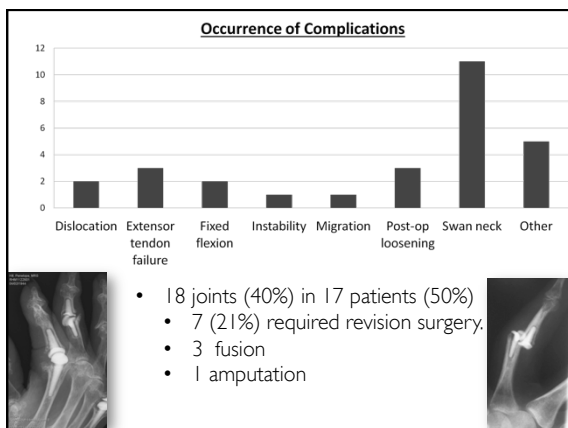 Occurrence of Complications
12
10
8
6
4
2
0
Dislocation
Extensor
tendon
failure
Fixed
flexion
Instability
Migration
Post-op
loosening
Swan neck
Other
• 18 joints (40%) in 17 patients (50%)
• 7 (21%) required revision surgery.
• 3 fusion
• 1 amputation